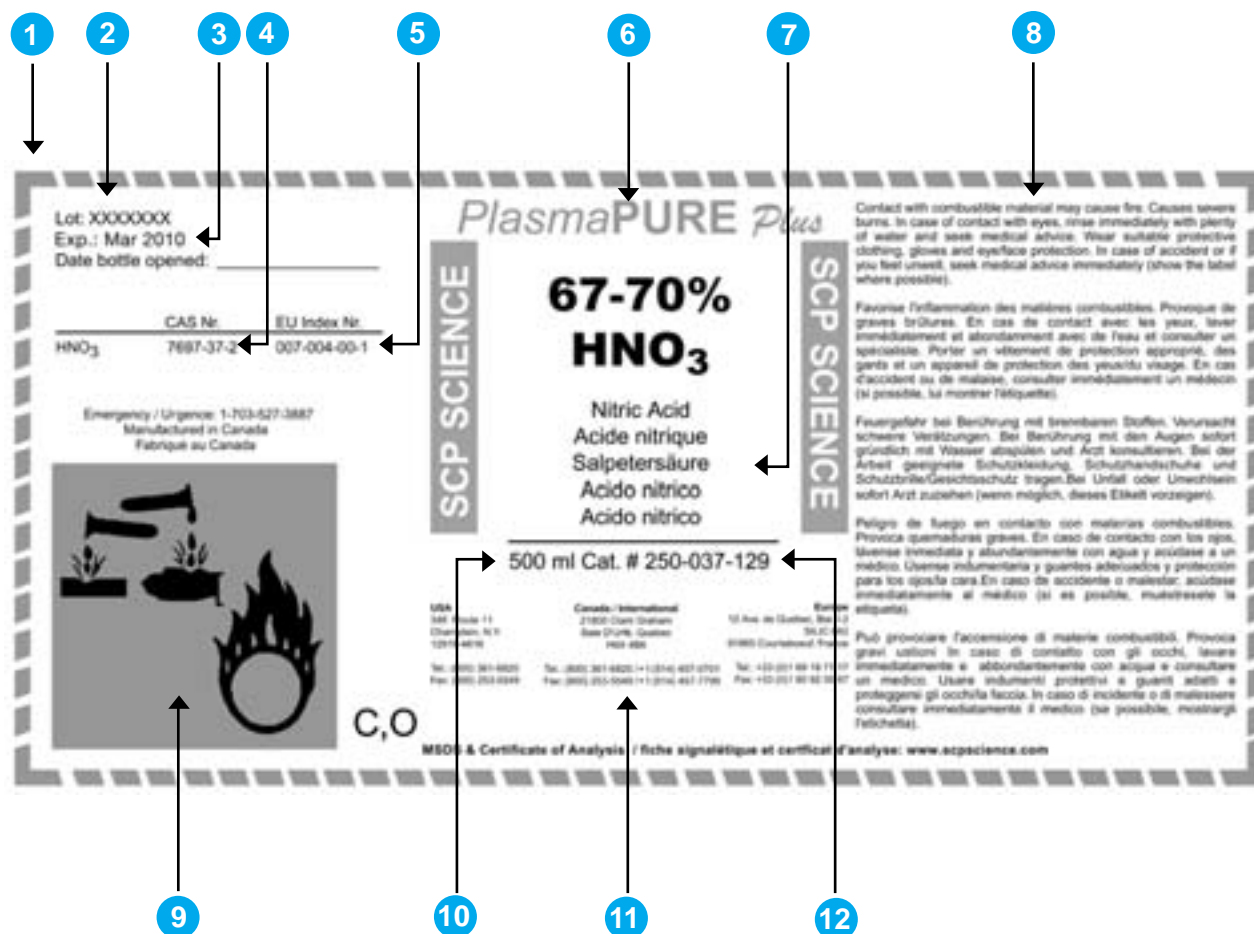 1 2 3 4 5 6 7 8
Lot: XXXXXXX
Exp.: Mar 2010
Date bottle opened:
CAS Nr. EU Index Nr.
HNO3 7697-37-2 007-004-00-1
Emergency / Urgence: 1-703-527-3887
Manufactured in Canada
Fabriqué au Canada
C,O
PlasmaPURE Plus
SCP SCIENCE
67-70%
HNO3
Nitric Acid
Acide nitrique
Salpetersäure
Acido nitrico
Acido nitrico
SCP SCIENCE
500 ml Cat. # 250-037-129
USA
Canada / International
21800 Clark Graham
Europe
MSDS & Certificate of Analysis / fiche signalétique et certficat d'analyse: www.scpscience.com
Contact with combustible material may cause fire. Causes severe
burns. In case of contact with eyes, rinse immediately with plenty
of water and seek medical advice. Wear suitable protective
clothing, gloves and eye/face protection. In case of accident or if
you feel unwell, seek medical advice immediately (show the label
where possible).
Favorise l'inflammation des matières combustibles. Provoque de
graves brûlures. En cas de contact avec les yeux, laver
immédiatement et abondamment avec de l'eau et consulter un
spécialiste. Porter un vêtement de protection approprié, des
gants et un appareil de protection des yeux/du visage. En cas
d'accident ou de malaise, consulter immédiatement un médecin
(si possible, lui montrer l'étiquette).
Feuergefahr bei Berührung mit brennbaren Stoffen. Verursacht
schwere Verätzungen. Bei Berührung mit den Augen sofort
gründlich mit Wasser abspülen und Arzt konsultieren. Bei der
Arbeit geeignete Schutzkleidung, Schutzhandschuhe und
Schutzbrille/Gesichtsschutz tragen.Bei Unfall oder Unwohlsein
sofort Arzt zuziehen (wenn möglich, dieses Etikett vorzeigen).
Peligro de fuego en contacto con materias combustibles.
Provoca quemaduras graves. En caso de contacto con los ojos,
lávense inmediata y abundantemente con agua y acúdase a un
médico. Úsense indumentaria y guantes adecuados y protección
para los ojos/la cara.En caso de accidente o malestar, acúdase
inmediatamente al médico (si es posible, muéstresele la
etiqueta).
Può provocare l'accensione di materie combustibili. Provoca
gravi ustioni In caso di contatto con gli occhi, lavare
immediatamente e abbondantemente con acqua e consultare
un medico. Usare indumenti protettivi e guanti adatti e
proteggersi gli occhi/la faccia. In caso di incidente o di malessere
consultare immediatamente il medico (se possibile, mostrargli
l'etichetta).
9 10 11 12